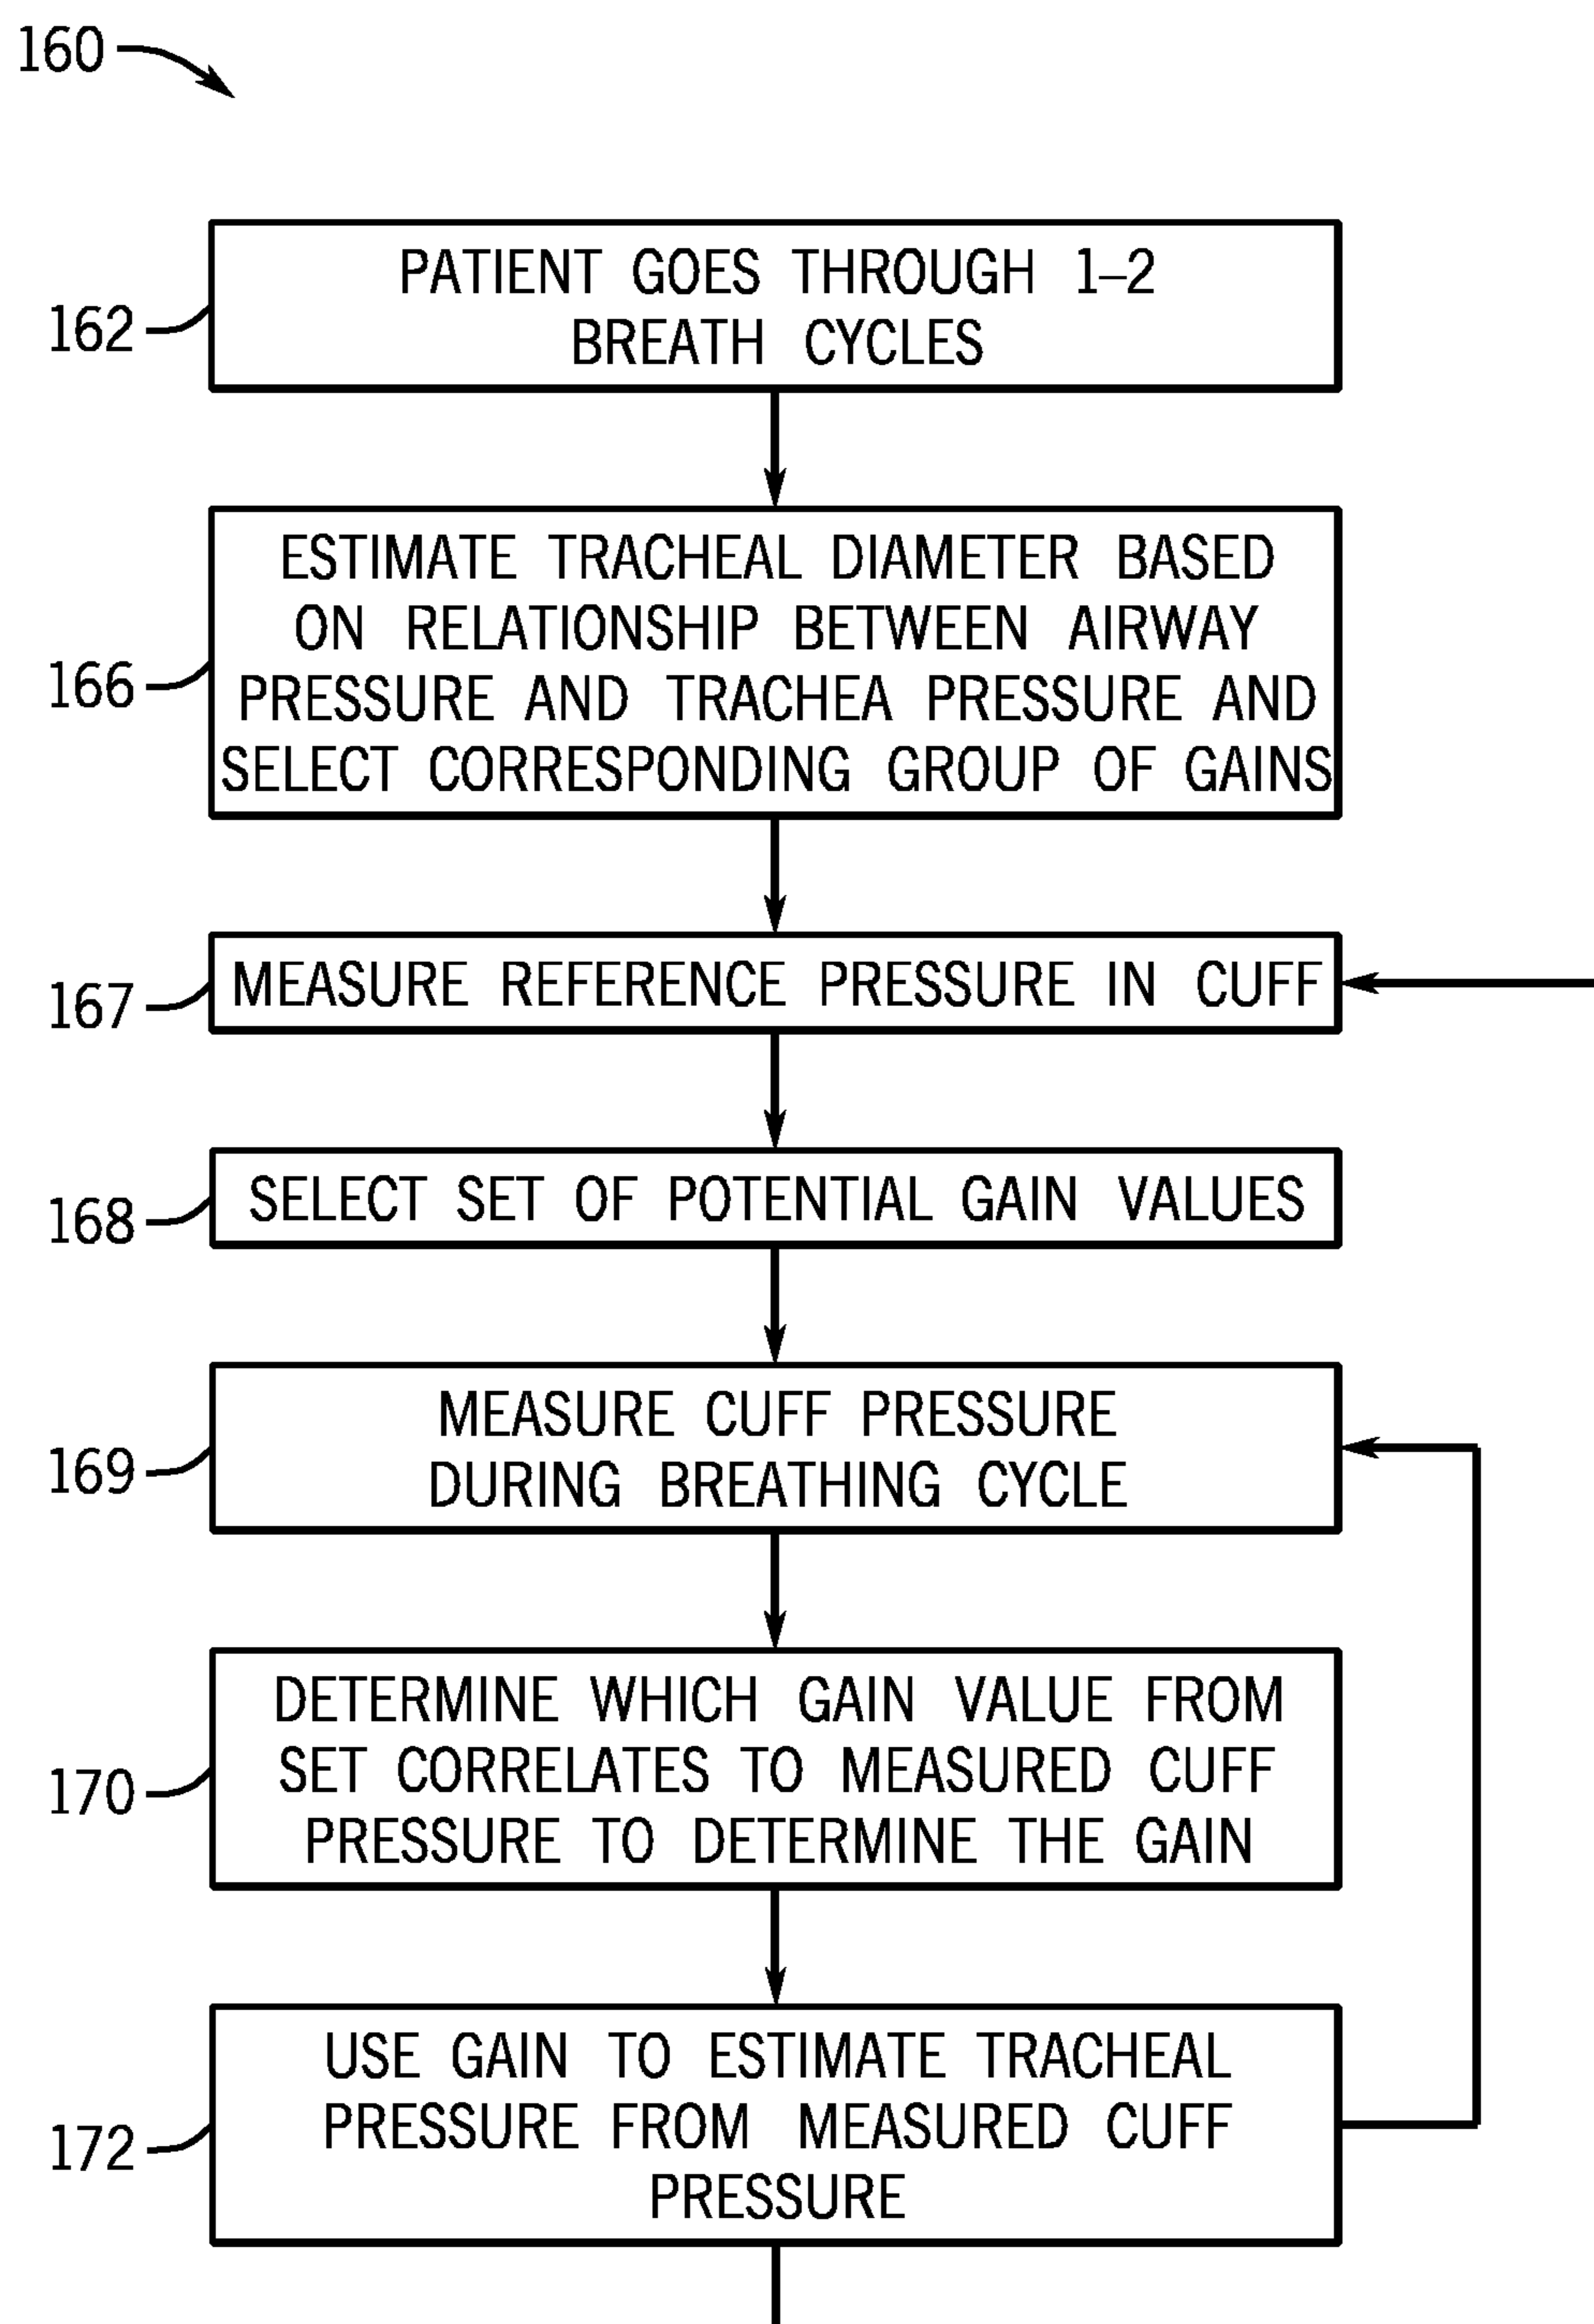 160
162
PATIENT GOES THROUGH 1–2
BREATH CYCLES
166
ESTIMATE TRACHEAL DIAMETER BASED
ON RELATIONSHIP BETWEEN AIRWAY
PRESSURE AND TRACHEA PRESSURE AND
SELECT CORRESPONDING GROUP OF GAINS
167
MEASURE REFERENCE PRESSURE IN CUFF
168
SELECT SET OF POTENTIAL GAIN VALUES
169
MEASURE CUFF PRESSURE
DURING BREATHING CYCLE
170
DETERMINE WHICH GAIN VALUE FROM
SET CORRELATES TO MEASURED CUFF
PRESSURE TO DETERMINE THE GAIN
172
USE GAIN TO ESTIMATE TRACHEAL
PRESSURE FROM MEASURED CUFF
PRESSURE